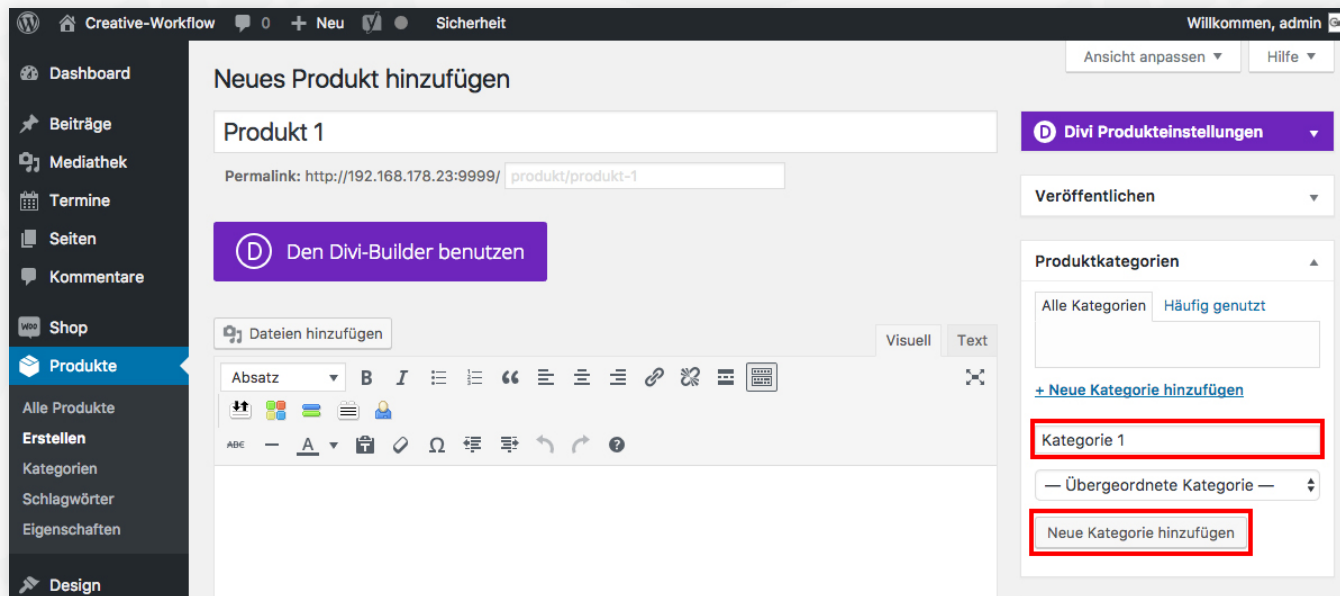 Creative-Workflow 0 + Neu Sicherheit Willkommen, admin
Dashboard
Beiträge
Mediathek
Termine
Seiten
Kommentare
WOO Shop
Produkte
Alle Produkte
Erstellen
Kategorien
Schlagwörter
Eigenschaften
Design
Ansicht anpassen ▼ Hilfe ▼
Neues Produkt hinzufügen
Produkt 1
Permalink: http://192.168.178.23:9999/ produkt/produkt-1
D Den Divi-Builder benutzen
Dateien hinzufügen
Visuell Text
Absatz B I
ABC A Ω
D Divi Produkteinstellungen
Veröffentlichen
Produktkategorien
Alle Kategorien Häufig genutzt
+ Neue Kategorie hinzufügen
Kategorie 1
— Übergeordnete Kategorie —
Neue Kategorie hinzufügen